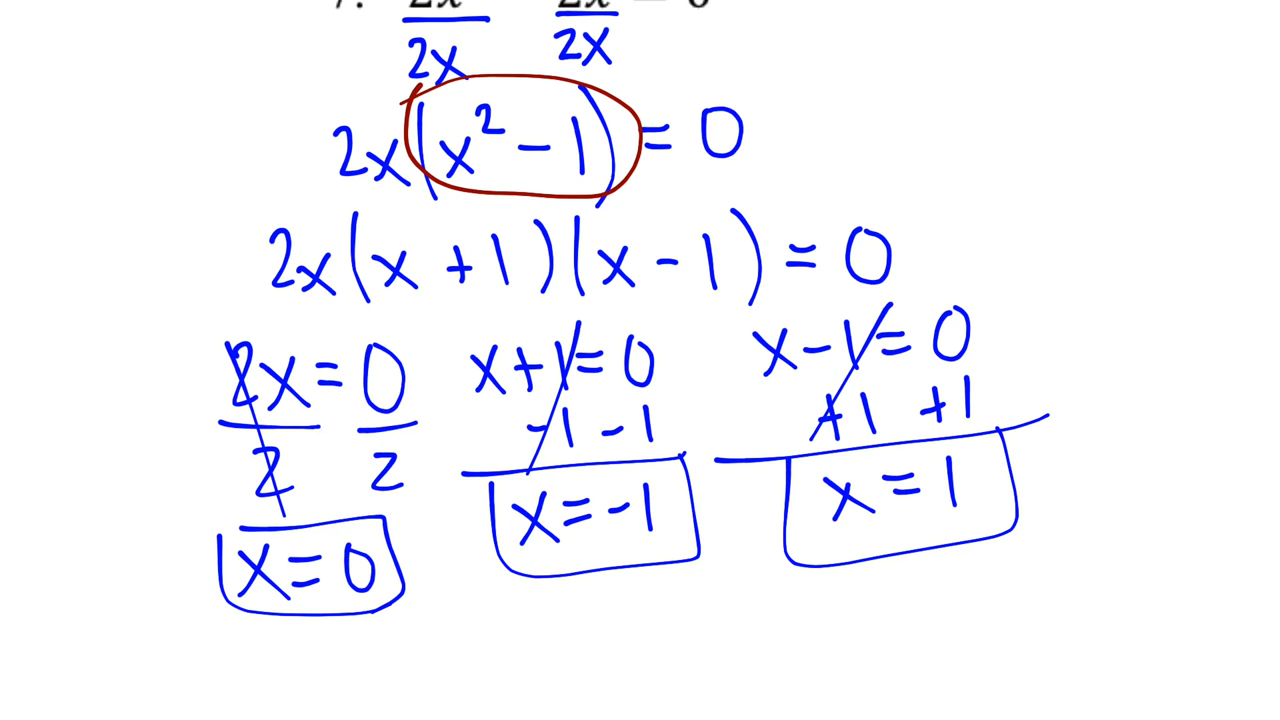 2x 2x
2x(x² - 1) = 0
2x(x + 1)(x - 1) = 0
2x = 0 x + 1 = 0 x - 1 = 0
-1 -1 +1 +1
2 2
x = 0 x = -1 x = 1